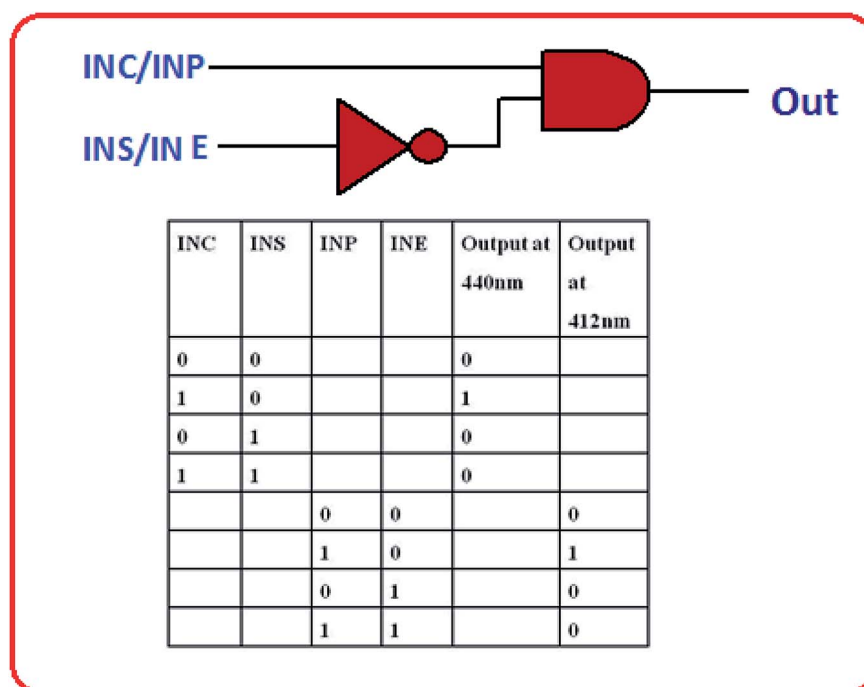 INC/INP
Out
INS/IN E
INC INS INP INE Output at 440nm Output at 412nm
0 0 0
1 0 1
0 1 0
1 1 0
0 0 0
1 0 1
0 1 0
1 1 0